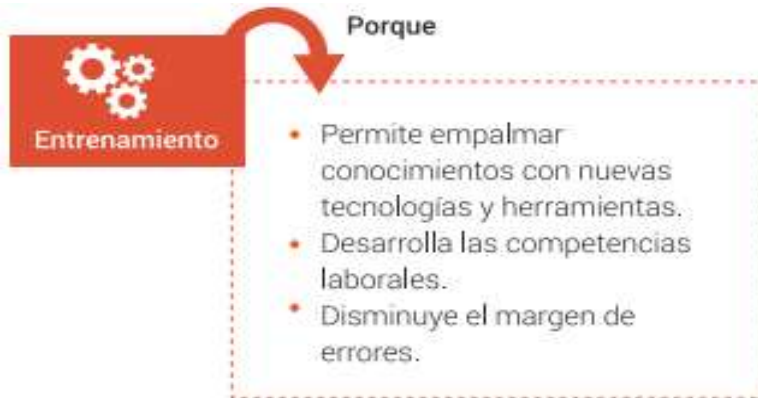 Porque
Entrenamiento
• Permite empalmar
conocimientos con nuevas
tecnologías y herramientas.
• Desarrolla las competencias
laborales.
• Disminuye el margen de
errores.